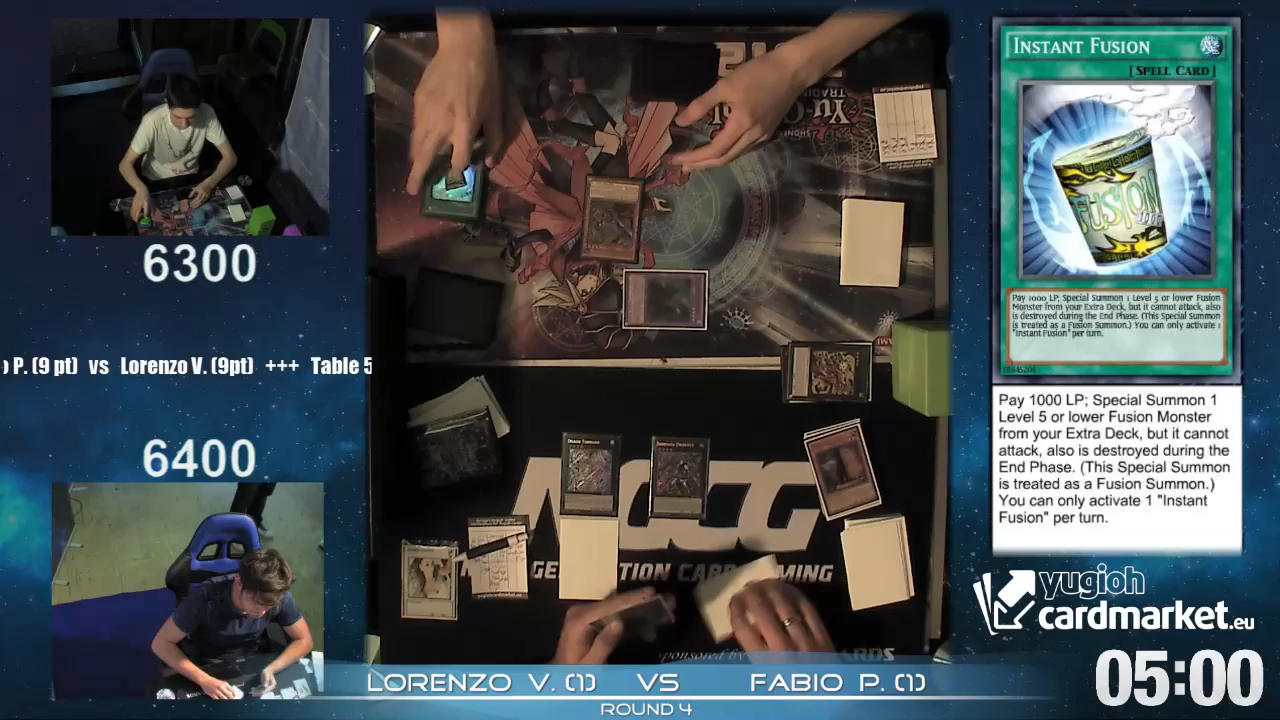 6300
o P. (9 pt) vs Lorenzo V. (9pt) +++ Table 5
6400
INSTANT FUSION
[SPELL CARD]
FUSION
Pay 1000 LP; Special Summon 1 Level 5 or lower Fusion
Monster from your Extra Deck, but it cannot attack, also
is destroyed during the End Phase. (This Special Summon
is treated as a Fusion Summon.) You can only activate 1
"Instant Fusion" per turn.
Pay 1000 LP; Special Summon 1
Level 5 or lower Fusion Monster
from your Extra Deck, but it cannot
attack, also is destroyed during the
End Phase. (This Special Summon
is treated as a Fusion Summon.)
You can only activate 1 "Instant
Fusion" per turn.
yugioh
cardmarket.eu
05:00
NGCG
GAMING
LORENZO V. (1) VS FABIO P. (1)
ROUND 4